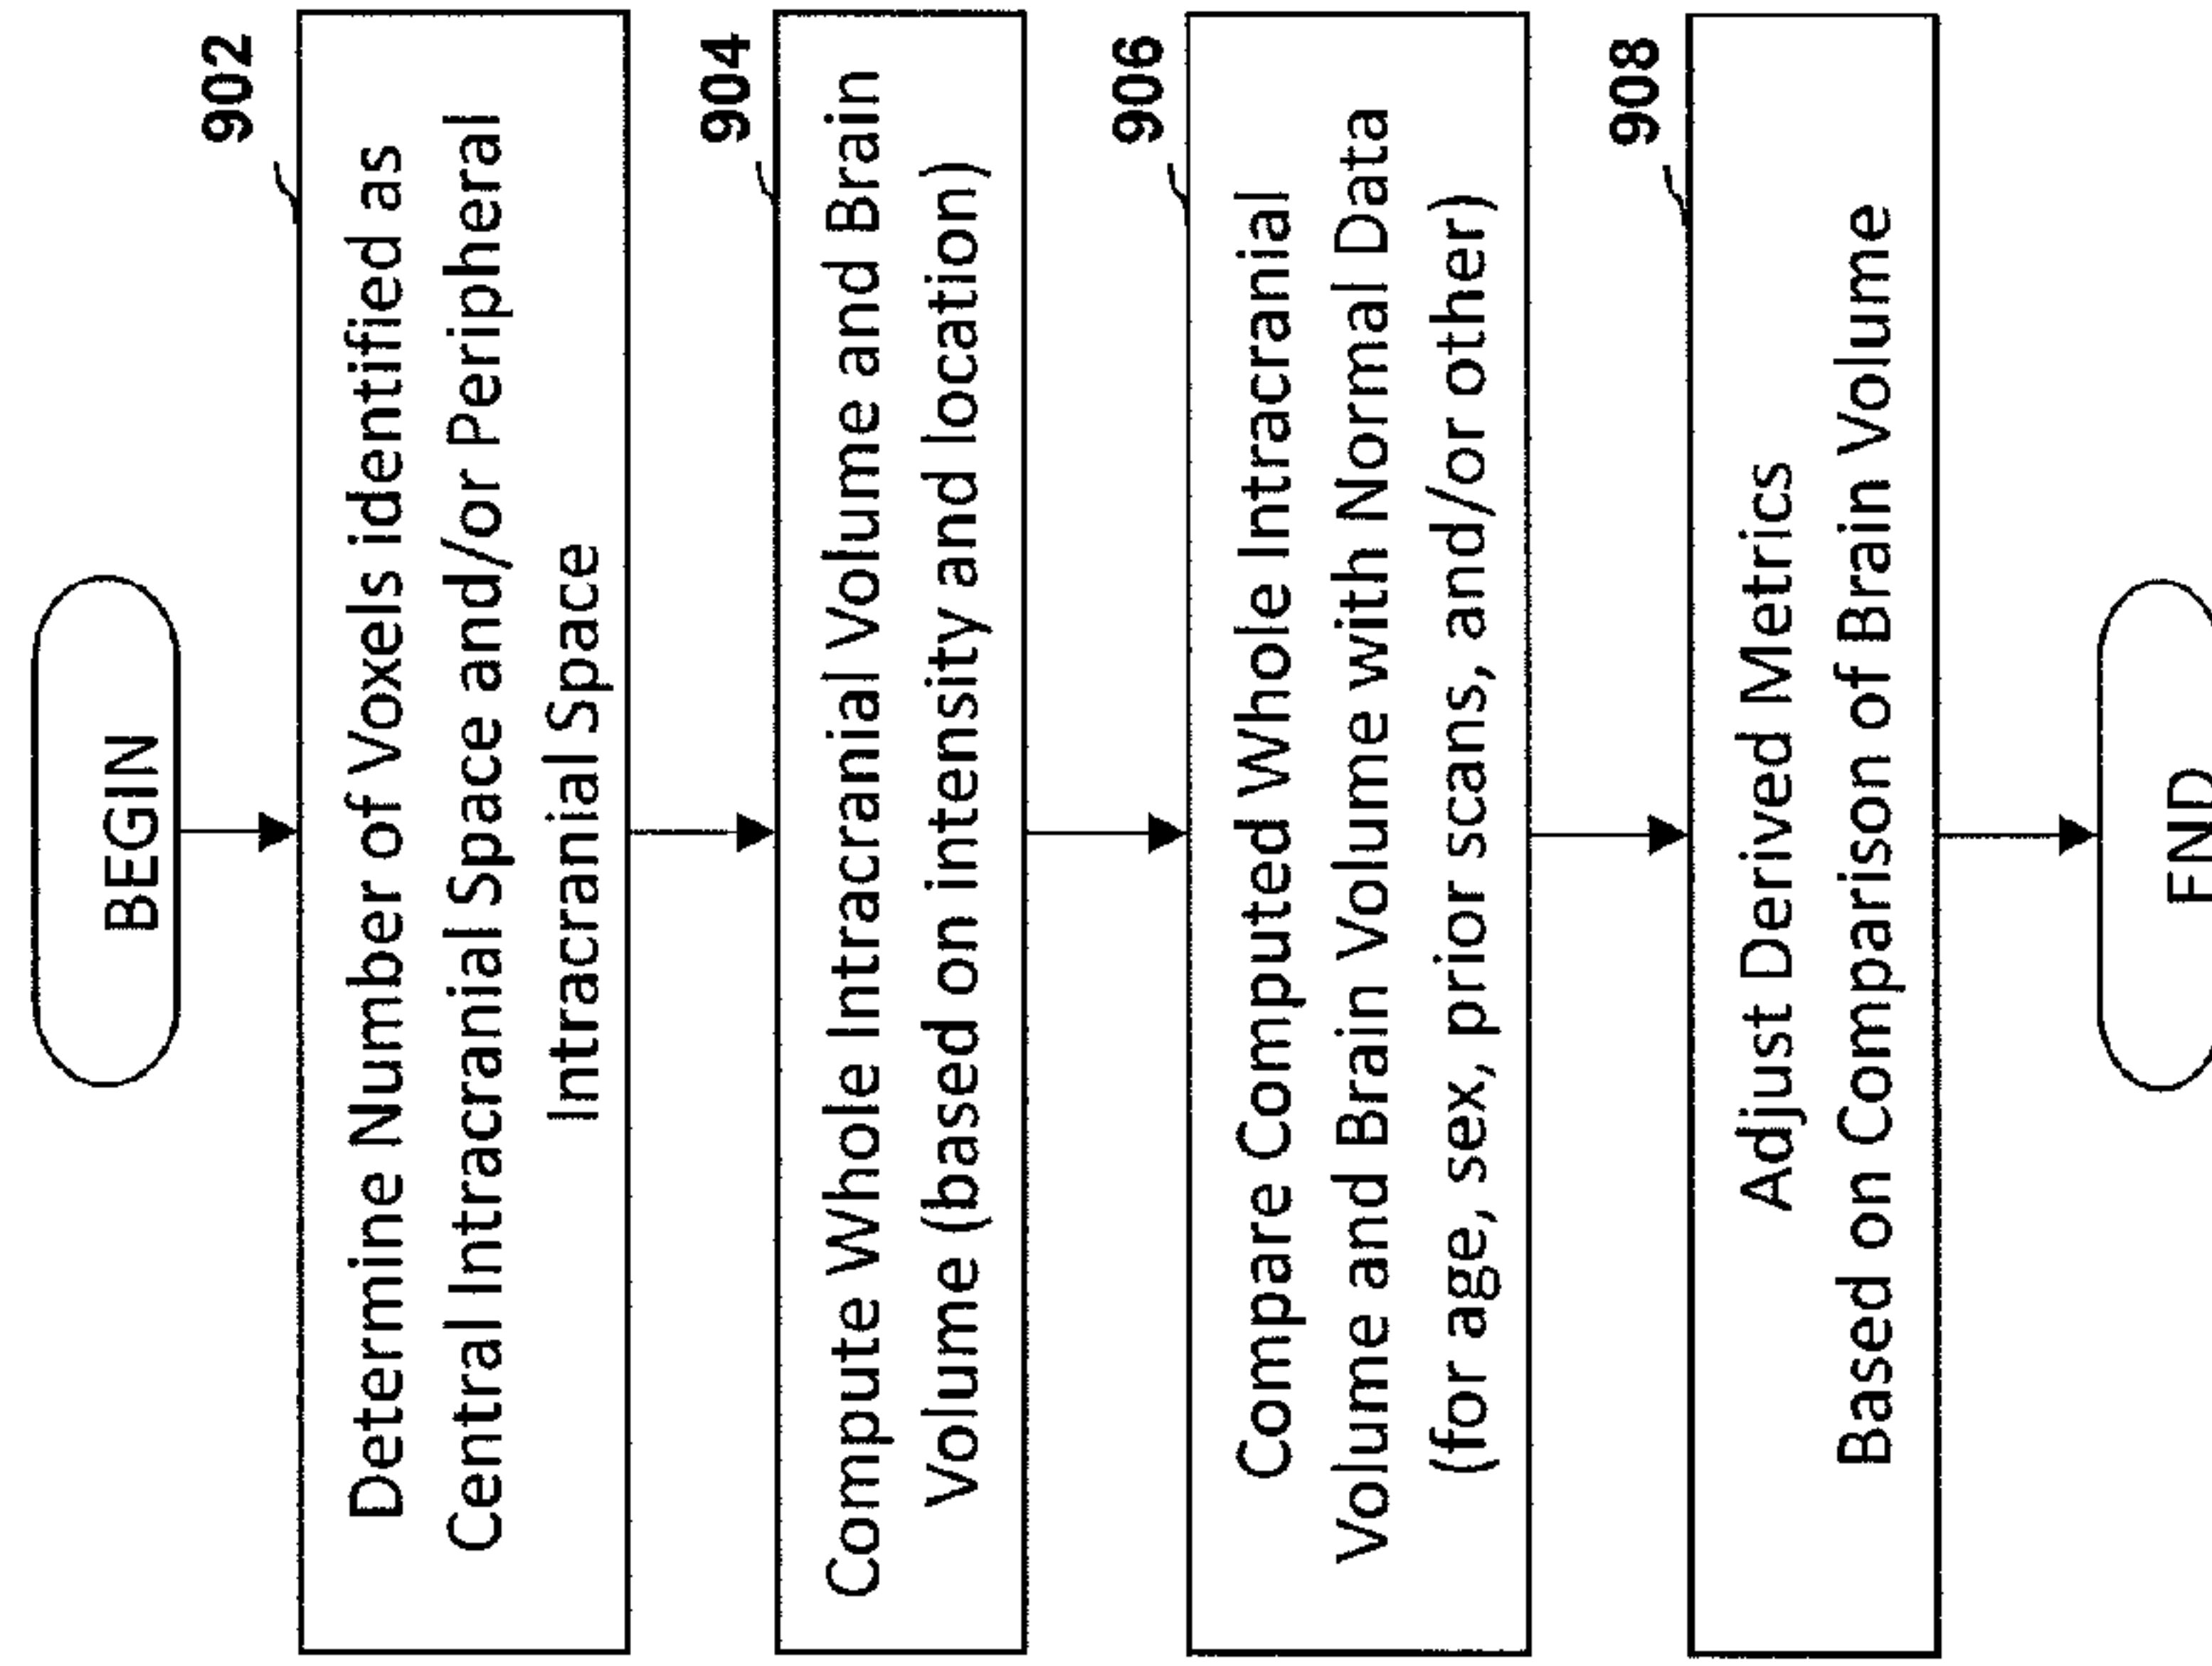 BEGIN
902
Determine Number of Voxels identified as
Central Intracranial Space and/or Peripheral
Intracranial Space
904
Compute Whole Intracranial Volume and Brain
Volume (based on intensity and location)
906
Compare Computed Whole Intracranial
Volume and Brain Volume with Normal Data
(for age, sex, prior scans, and/or other)
908
Adjust Derived Metrics
Based on Comparison of Brain Volume
END